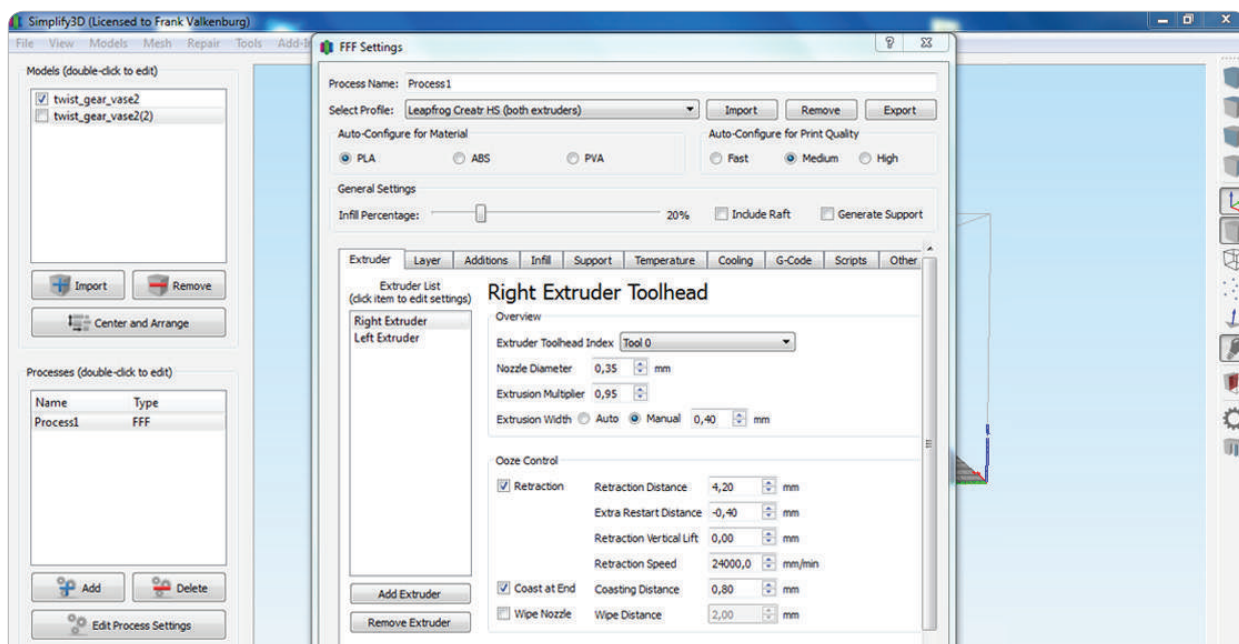 Simplify3D (Licensed to Frank Valkenburg)
File View Models Mesh Repair Tools
FFF Settings
Models (double-click to edit)
twist_gear_vase2
twist_gear_vase2(2)
Import Remove
Center and Arrange
Processes (double-click to edit)
Name Type
Process1 FFF
Add Delete
Edit Process Settings
Process Name: Process1
Select Profile: Leapfrog Creatr HS (both extruders) Import Remove Export
Auto-Configure for Material
PLA ABS PVA
Auto-Configure for Print Quality
Fast Medium High
General Settings
Infill Percentage: 20% Include Raft Generate Support
Extruder Layer Additions Infill Support Temperature Cooling G-Code Scripts Other
Extruder List
(click item to edit settings)
Right Extruder
Left Extruder
Add Extruder
Remove Extruder
Right Extruder Toolhead
Overview
Extruder Toolhead Index Tool 0
Nozzle Diameter 0,35 mm
Extrusion Multiplier 0,95
Extrusion Width Auto Manual 0,40 mm
Ooze Control
Retraction Retraction Distance 4,20 mm
Extra Restart Distance -0,40 mm
Retraction Vertical Lift 0,00 mm
Retraction Speed 24000,0 mm/min
Coast at End Coasting Distance 0,80 mm
Wipe Nozzle Wipe Distance 2,00 mm